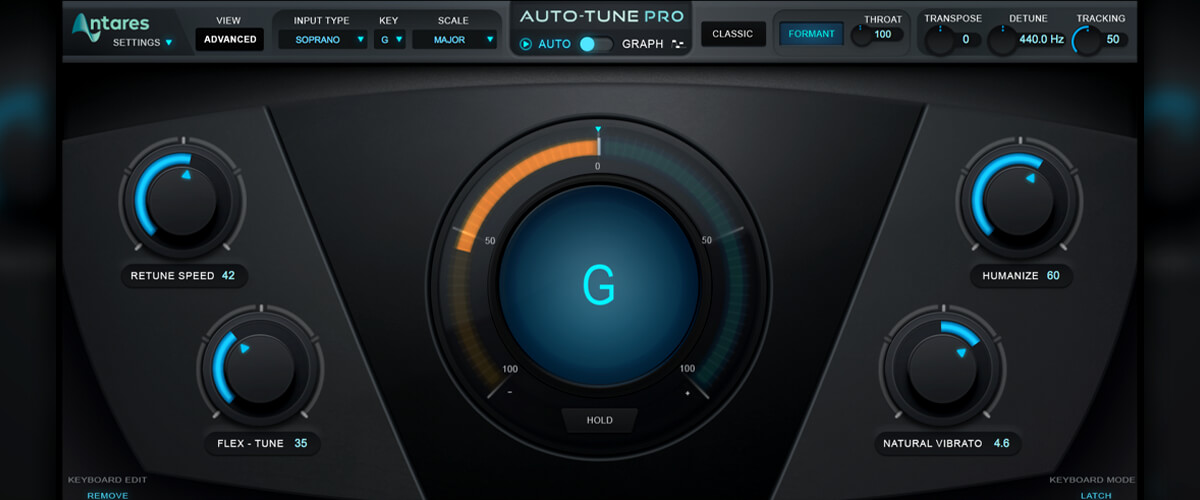 Antares
SETTINGS
VIEW
ADVANCED
INPUT TYPE
SOPRANO
KEY
G
SCALE
MAJOR
AUTO-TUNE PRO
AUTO
GRAPH
CLASSIC
FORMANT
THROAT
100
TRANSPOSE
0
DETUNE
440.0 Hz
TRACKING
50
RETUNE SPEED 42
FLEX - TUNE 35
0
50
50
G
100
100
-
+
HOLD
HUMANIZE 60
NATURAL VIBRATO 4.6
KEYBOARD EDIT
REMOVE
KEYBOARD MODE
LATCH